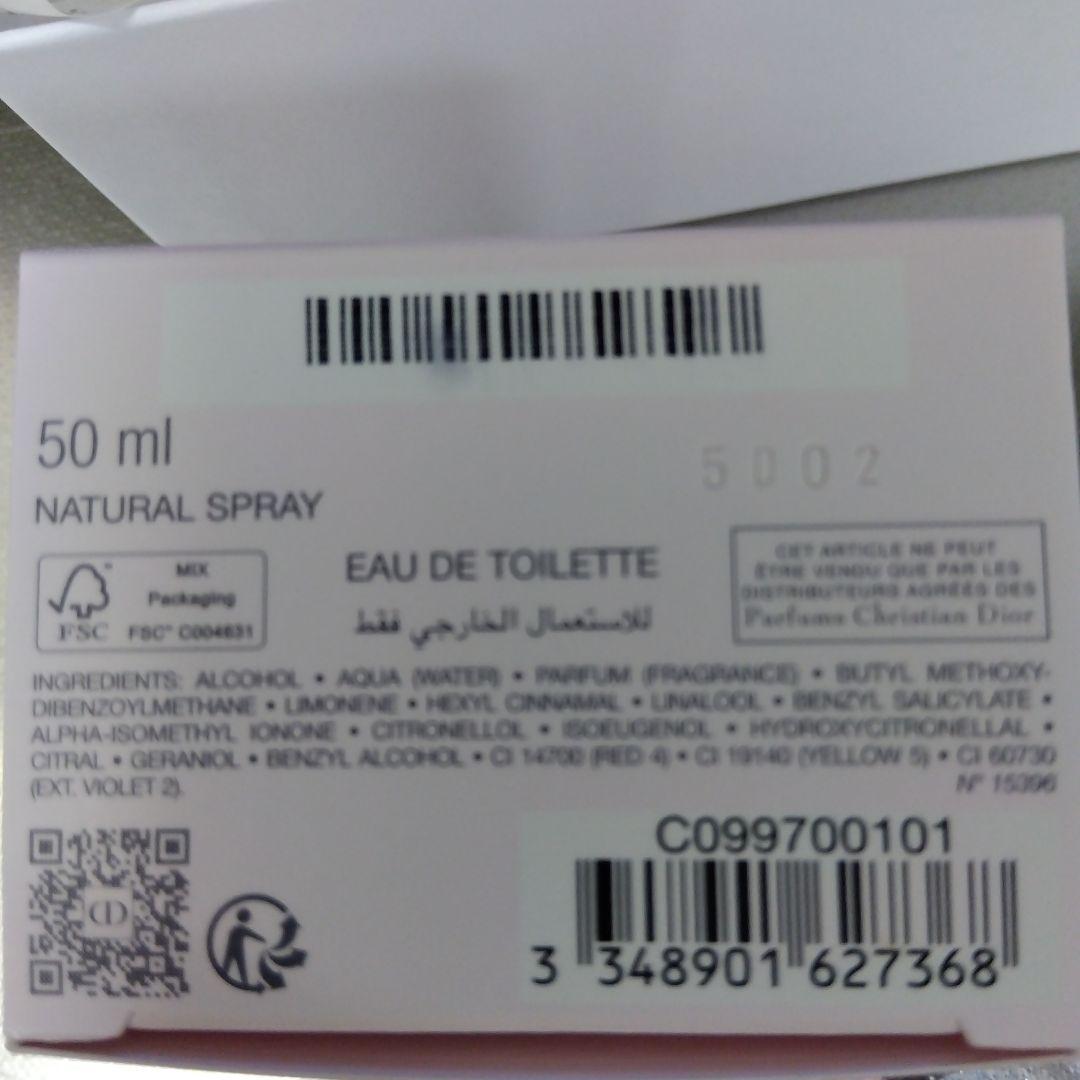 50 ml
5002
NATURAL SPRAY
FSC
MIX
Packaging
FSC® C004631
EAU DE TOILETTE
للاستعمال الخارجي فقط
CET ARTICLE NE PEUT
ÊTRE VENDU QUE PAR LES
DISTRIBUTEURS AGRÉÉS DES
Parfums Christian Dior
INGREDIENTS: ALCOHOL • AQUA (WATER) • PARFUM (FRAGRANCE) • BUTYL METHOXY-
DIBENZOYLMETHANE • LIMONENE • HEXYL CINNAMAL • LINALOOL • BENZYL SALICYLATE •
ALPHA-ISOMETHYL IONONE • CITRONELLOL • ISOEUGENOL • HYDROXYCITRONELLAL •
CITRAL • GERANIOL • BENZYL ALCOHOL • CI 14700 (RED 4) • CI 19140 (YELLOW 5) • CI 60730
(EXT. VIOLET 2). N° 15396
CD
C099700101
3 348901 627368